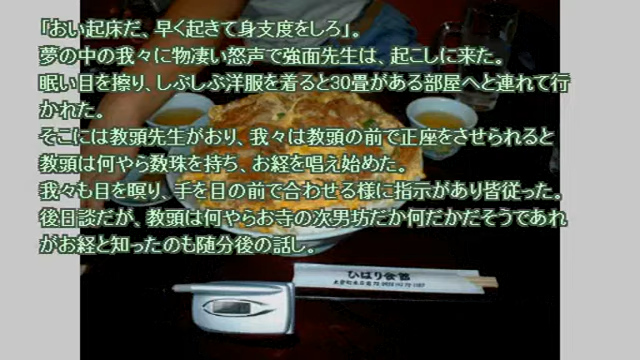 「おい起床だ、早く起きて身支度をしろ」。
夢の中の我々に物凄い怒声で強面先生は、起こしに来た。
眠い目を擦り、しぶしぶ洋服を着ると30畳がある部屋へと連れて行
かれた。
そこには教頭先生がおり、我々は教頭の前で正座をさせられると
教頭は何やら数珠を持ち、お経を唱え始めた。
我々も目を瞑り、手を目の前で合わせる様に指示があり皆従った。
後日談だが、教頭は何やらお寺の次男坊だか何だかだそうであれ
がお経と知ったのも随分後の話し。
ひばり食堂